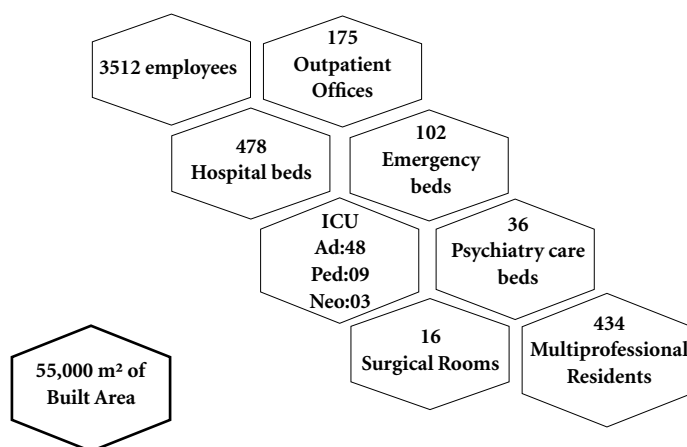 3512 employees
175
Outpatient
Offices
478
Hospital beds
102
Emergency
beds
ICU
Ad:48
Ped:09
Neo:03
36
Psychiatry care
beds
16
Surgical Rooms
434
Multiprofessional
Residents
55,000 m² of
Built Area